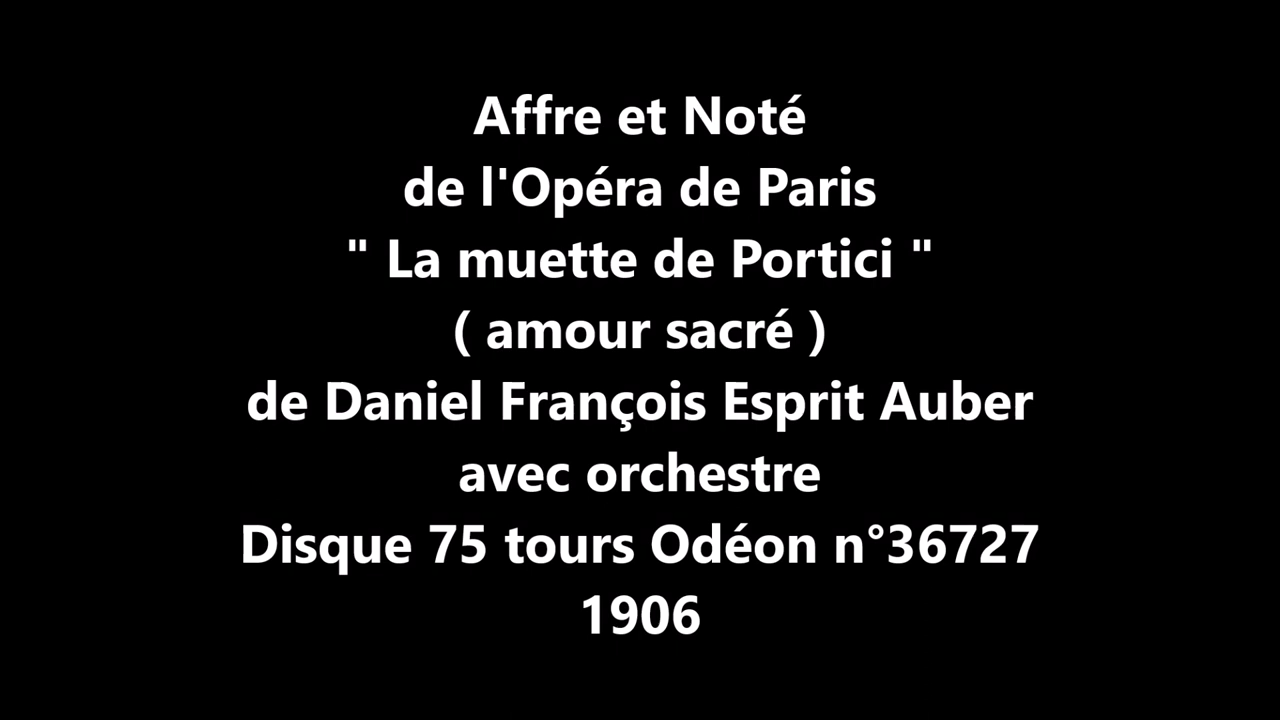 Affre et Noté
de l'Opéra de Paris
" La muette de Portici "
( amour sacré )
de Daniel François Esprit Auber
avec orchestre
Disque 75 tours Odéon n°36727
1906